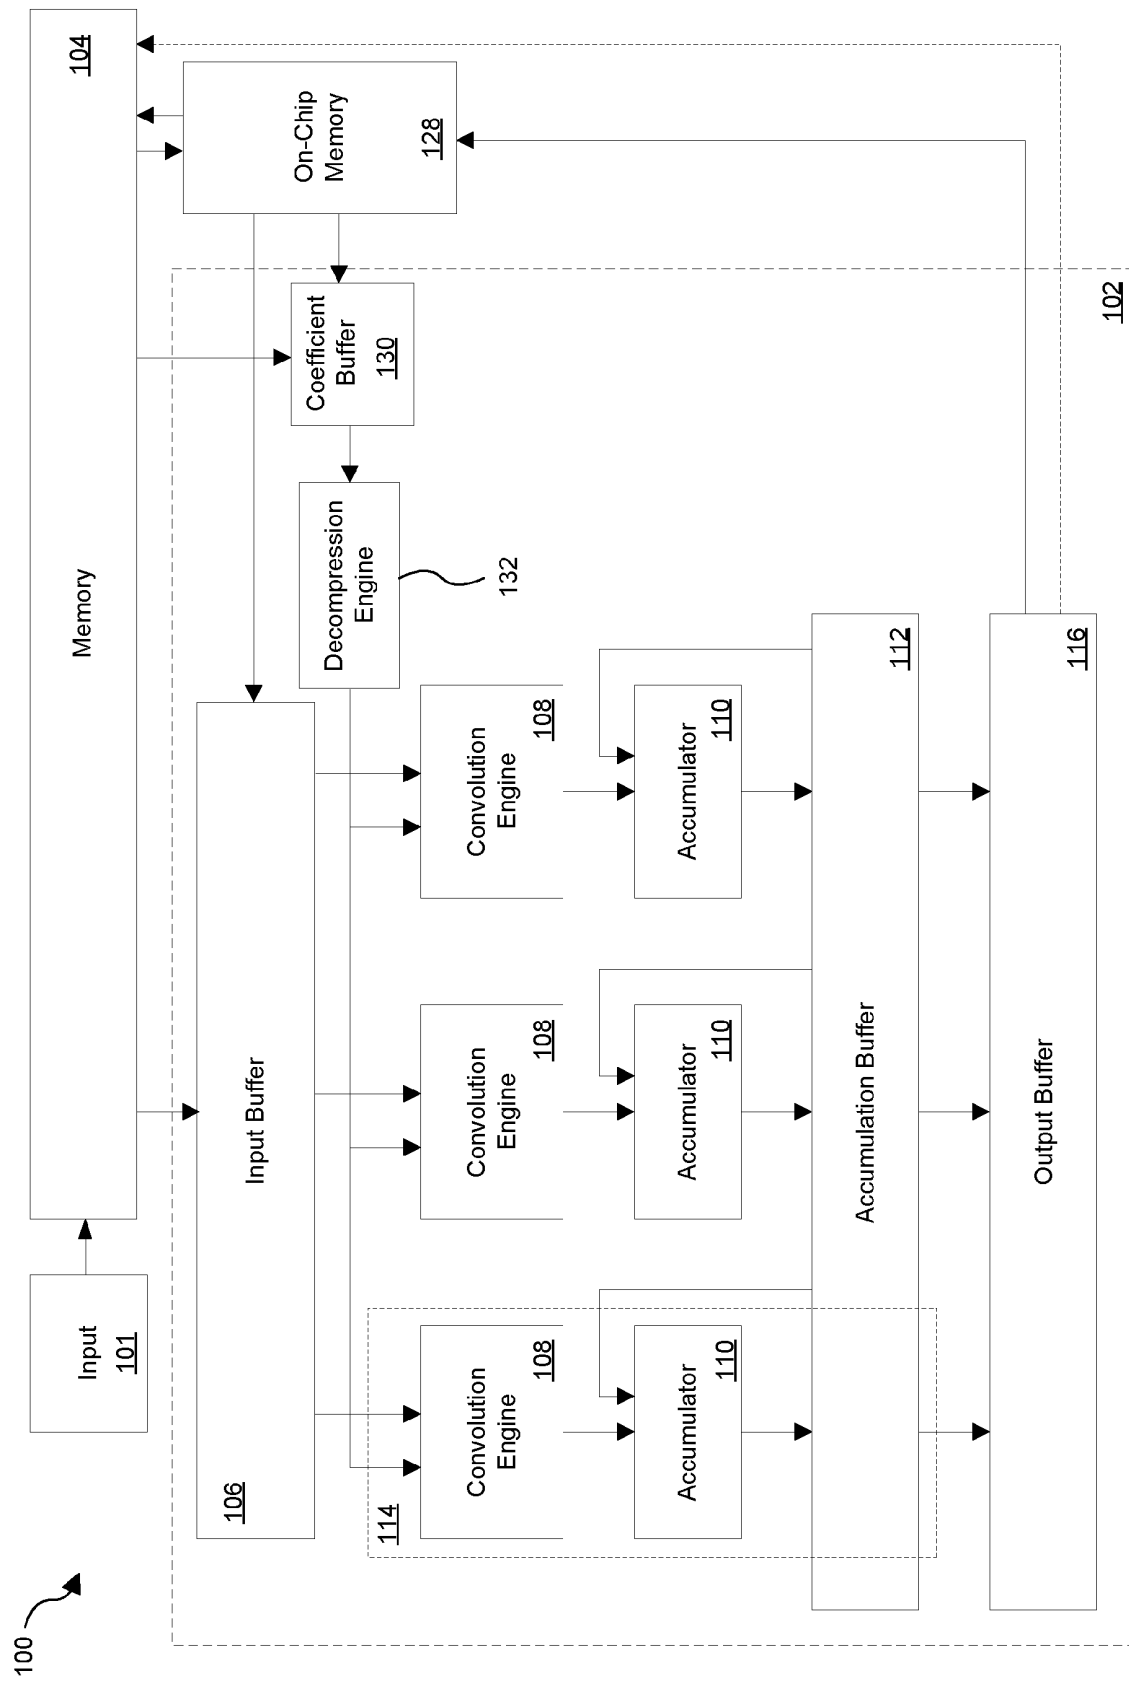 100
Input
101
Memory
104
On-Chip
Memory
128
Input Buffer
106
Coefficient
Buffer
130
102
Decompression
Engine
132
114
Convolution
Engine
108
Convolution
Engine
108
Convolution
Engine
108
Accumulator
110
Accumulator
110
Accumulator
110
Accumulation Buffer
112
Output Buffer
116